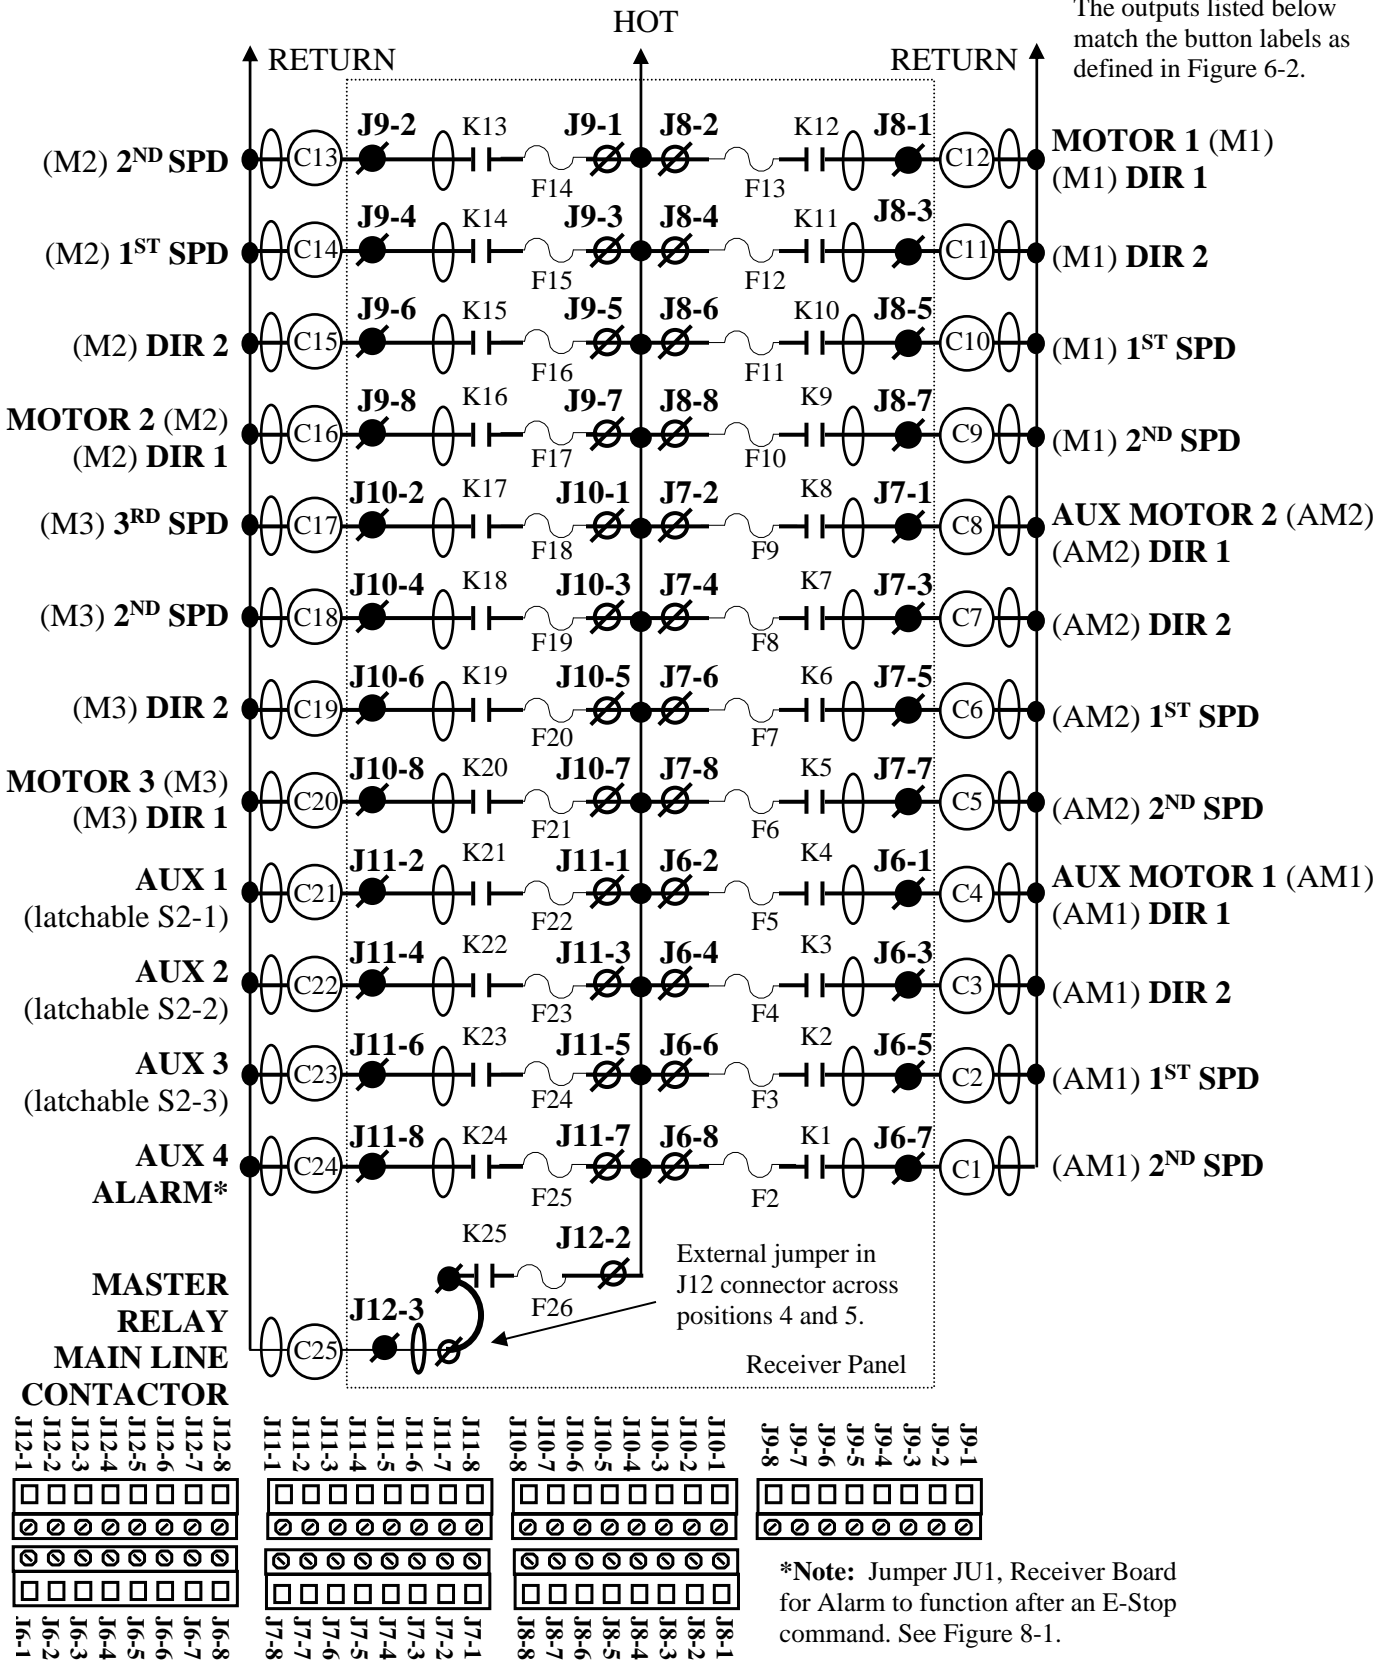 The outputs listed below
match the button labels as
defined in Figure 6-2.
HOT
RETURN
RETURN
(M2) 2ND SPD C13 J9-2 K13 F14 J9-1 J8-2 F13 K12 J8-1 C12 MOTOR 1 (M1)
(M1) DIR 1
(M2) 1ST SPD C14 J9-4 K14 F15 J9-3 J8-4 F12 K11 J8-3 C11 (M1) DIR 2
(M2) DIR 2 C15 J9-6 K15 F16 J9-5 J8-6 F11 K10 J8-5 C10 (M1) 1ST SPD
MOTOR 2 (M2)
(M2) DIR 1 C16 J9-8 K16 F17 J9-7 J8-8 F10 K9 J8-7 C9 (M1) 2ND SPD
(M3) 3RD SPD C17 J10-2 K17 F18 J10-1 J7-2 F9 K8 J7-1 C8 AUX MOTOR 2 (AM2)
(AM2) DIR 1
(M3) 2ND SPD C18 J10-4 K18 F19 J10-3 J7-4 F8 K7 J7-3 C7 (AM2) DIR 2
(M3) DIR 2 C19 J10-6 K19 F20 J10-5 J7-6 F7 K6 J7-5 C6 (AM2) 1ST SPD
MOTOR 3 (M3)
(M3) DIR 1 C20 J10-8 K20 F21 J10-7 J7-8 F6 K5 J7-7 C5 (AM2) 2ND SPD
AUX 1
(latchable S2-1) C21 J11-2 K21 F22 J11-1 J6-2 F5 K4 J6-1 C4 AUX MOTOR 1 (AM1)
(AM1) DIR 1
AUX 2
(latchable S2-2) C22 J11-4 K22 F23 J11-3 J6-4 F4 K3 J6-3 C3 (AM1) DIR 2
AUX 3
(latchable S2-3) C23 J11-6 K23 F24 J11-5 J6-6 F3 K2 J6-5 C2 (AM1) 1ST SPD
AUX 4
ALARM* C24 J11-8 K24 F25 J11-7 J6-8 F2 K1 J6-7 C1 (AM1) 2ND SPD
K25 F26 J12-2
MASTER
RELAY
MAIN LINE
CONTACTOR
C25 J12-3
External jumper in
J12 connector across
positions 4 and 5.
Receiver Panel
J12-1 J12-2 J12-3 J12-4 J12-5 J12-6 J12-7 J12-8
J11-1 J11-2 J11-3 J11-4 J11-5 J11-6 J11-7 J11-8
J10-8 J10-7 J10-6 J10-5 J10-4 J10-3 J10-2 J10-1
J9-8 J9-7 J9-6 J9-5 J9-4 J9-3 J9-2 J9-1
J6-1 J6-2 J6-3 J6-4 J6-5 J6-6 J6-7 J6-8
J7-8 J7-7 J7-6 J7-5 J7-4 J7-3 J7-2 J7-1
J8-8 J8-7 J8-6 J8-5 J8-4 J8-3 J8-2 J8-1
*Note: Jumper JU1, Receiver Board
for Alarm to function after an E-Stop
command. See Figure 8-1.